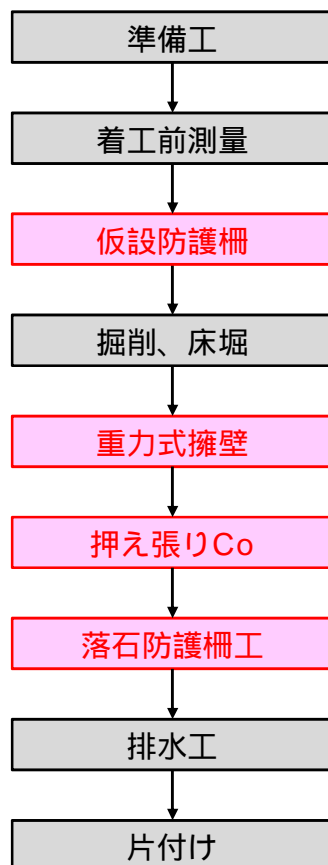 準備工
着工前測量
仮設防護柵
掘削、床堀
重力式擁壁
押え張りCo
落石防護柵工
排水工
片付け